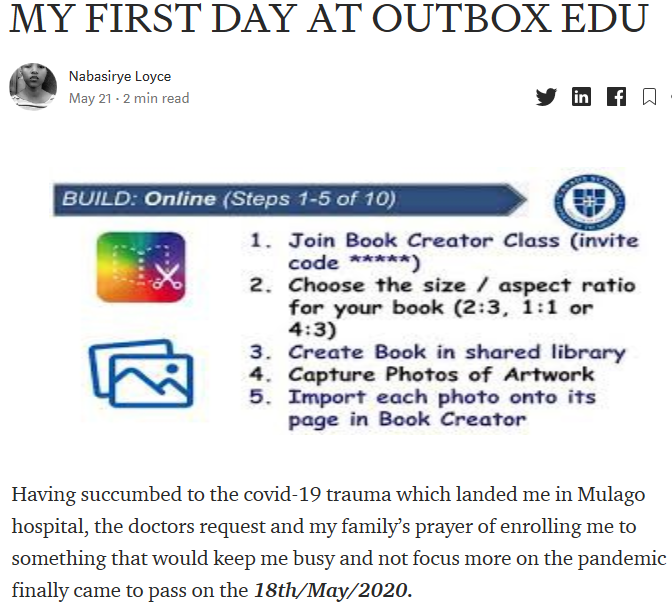 MY FIRST DAY AT OUTBOX EDU
Nabasirye Loyce
May 21 · 2 min read
BUILD: Online (Steps 1-5 of 10)
1. Join Book Creator Class (invite
code *****)
2. Choose the size / aspect ratio
for your book (2:3, 1:1 or
4:3)
3. Create Book in shared library
4. Capture Photos of Artwork
5. Import each photo onto its
page in Book Creator
Having succumbed to the covid-19 trauma which landed me in Mulago
hospital, the doctors request and my family’s prayer of enrolling me to
something that would keep me busy and not focus more on the pandemic
finally came to pass on the 18th/May/2020.